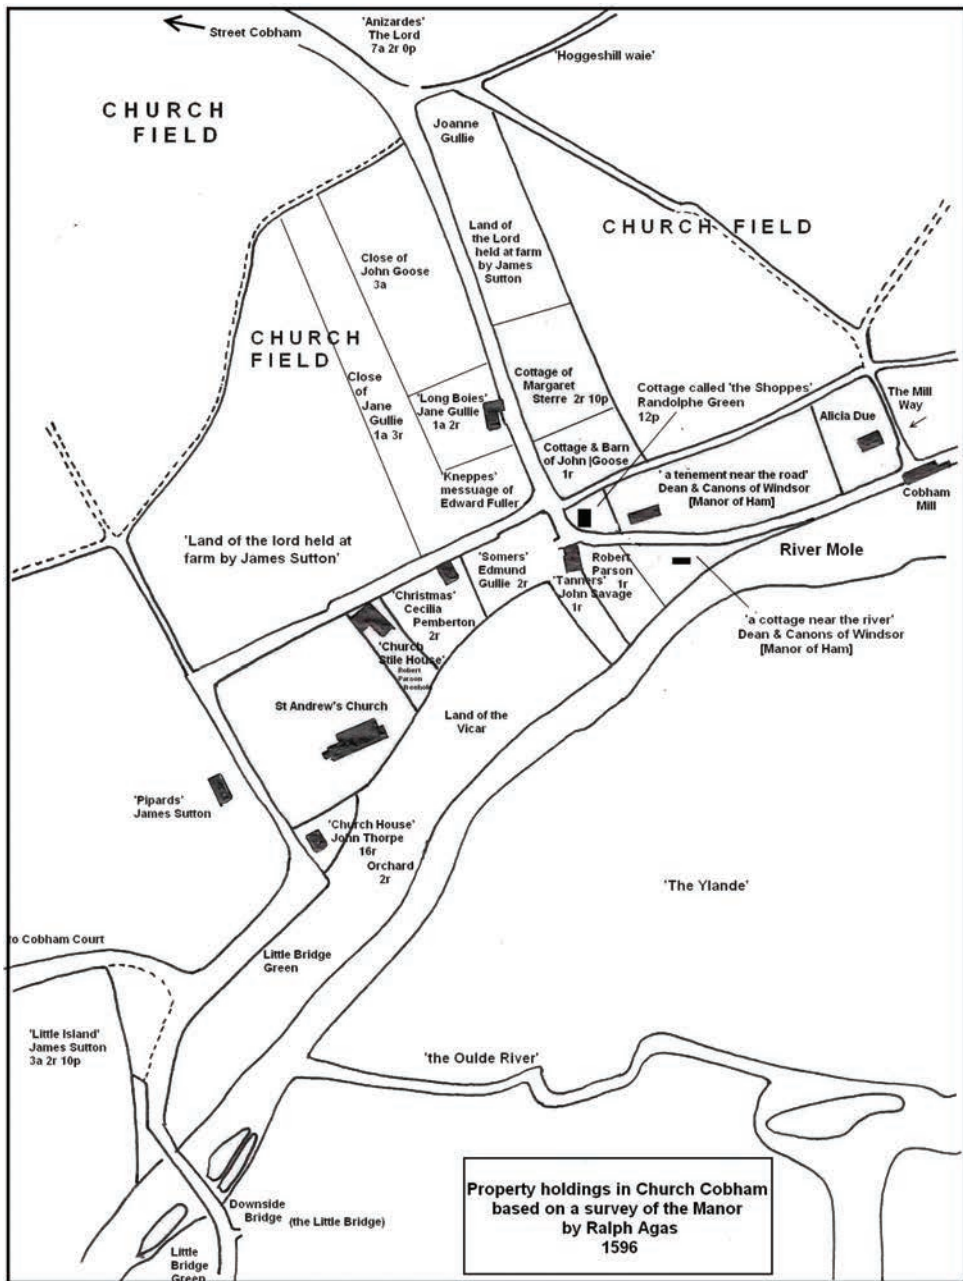 'Anizardes'
The Lord
7a 2r 0p
Street Cobham
'Hoggeshill waie'
CHURCH
FIELD
Joanne
Gullie
Land of
the Lord
held at farm
by James
Sutton
CHURCH FIELD
Close of
John Goose
3a
CHURCH
FIELD
Close
of
Jane
Gullie
1a 3r
'Long Boies'
Jane Gullie
1a 2r
Cottage of
Margaret
Sterre 2r 10p
Cottage called 'the Shoppes'
Randolphe Green
12p
The Mill
Way
Alicia Due
Cottage & Barn
of John |Goose
1r
'Kneppes'
messuage of
Edward Fuller
' a tenement near the road'
Dean & Canons of Windsor
[Manor of Ham]
Cobham
Mill
'Land of the lord held at
farm by James Sutton'
'Somers'
Edmund
Gullie 2r
Robert
Parson
1r
River Mole
'Tanners'
John Savage
1r
'Christmas'
Cecilia
Pemberton
2r
'a cottage near the river'
Dean & Canons of Windsor
[Manor of Ham]
'Church
Stile House'
Robert
Parson
St Andrew's Church
Land of the
Vicar
'Pipards'
James Sutton
'Church House'
John Thorpe
16r
Orchard
2r
'The Ylande'
to Cobham Court
Little Bridge
Green
'Little Island'
James Sutton
3a 2r 10p
'the Oulde River'
Downside
Bridge (the Little Bridge)
Little
Bridge
Green
Property holdings in Church Cobham
based on a survey of the Manor
by Ralph Agas
1596